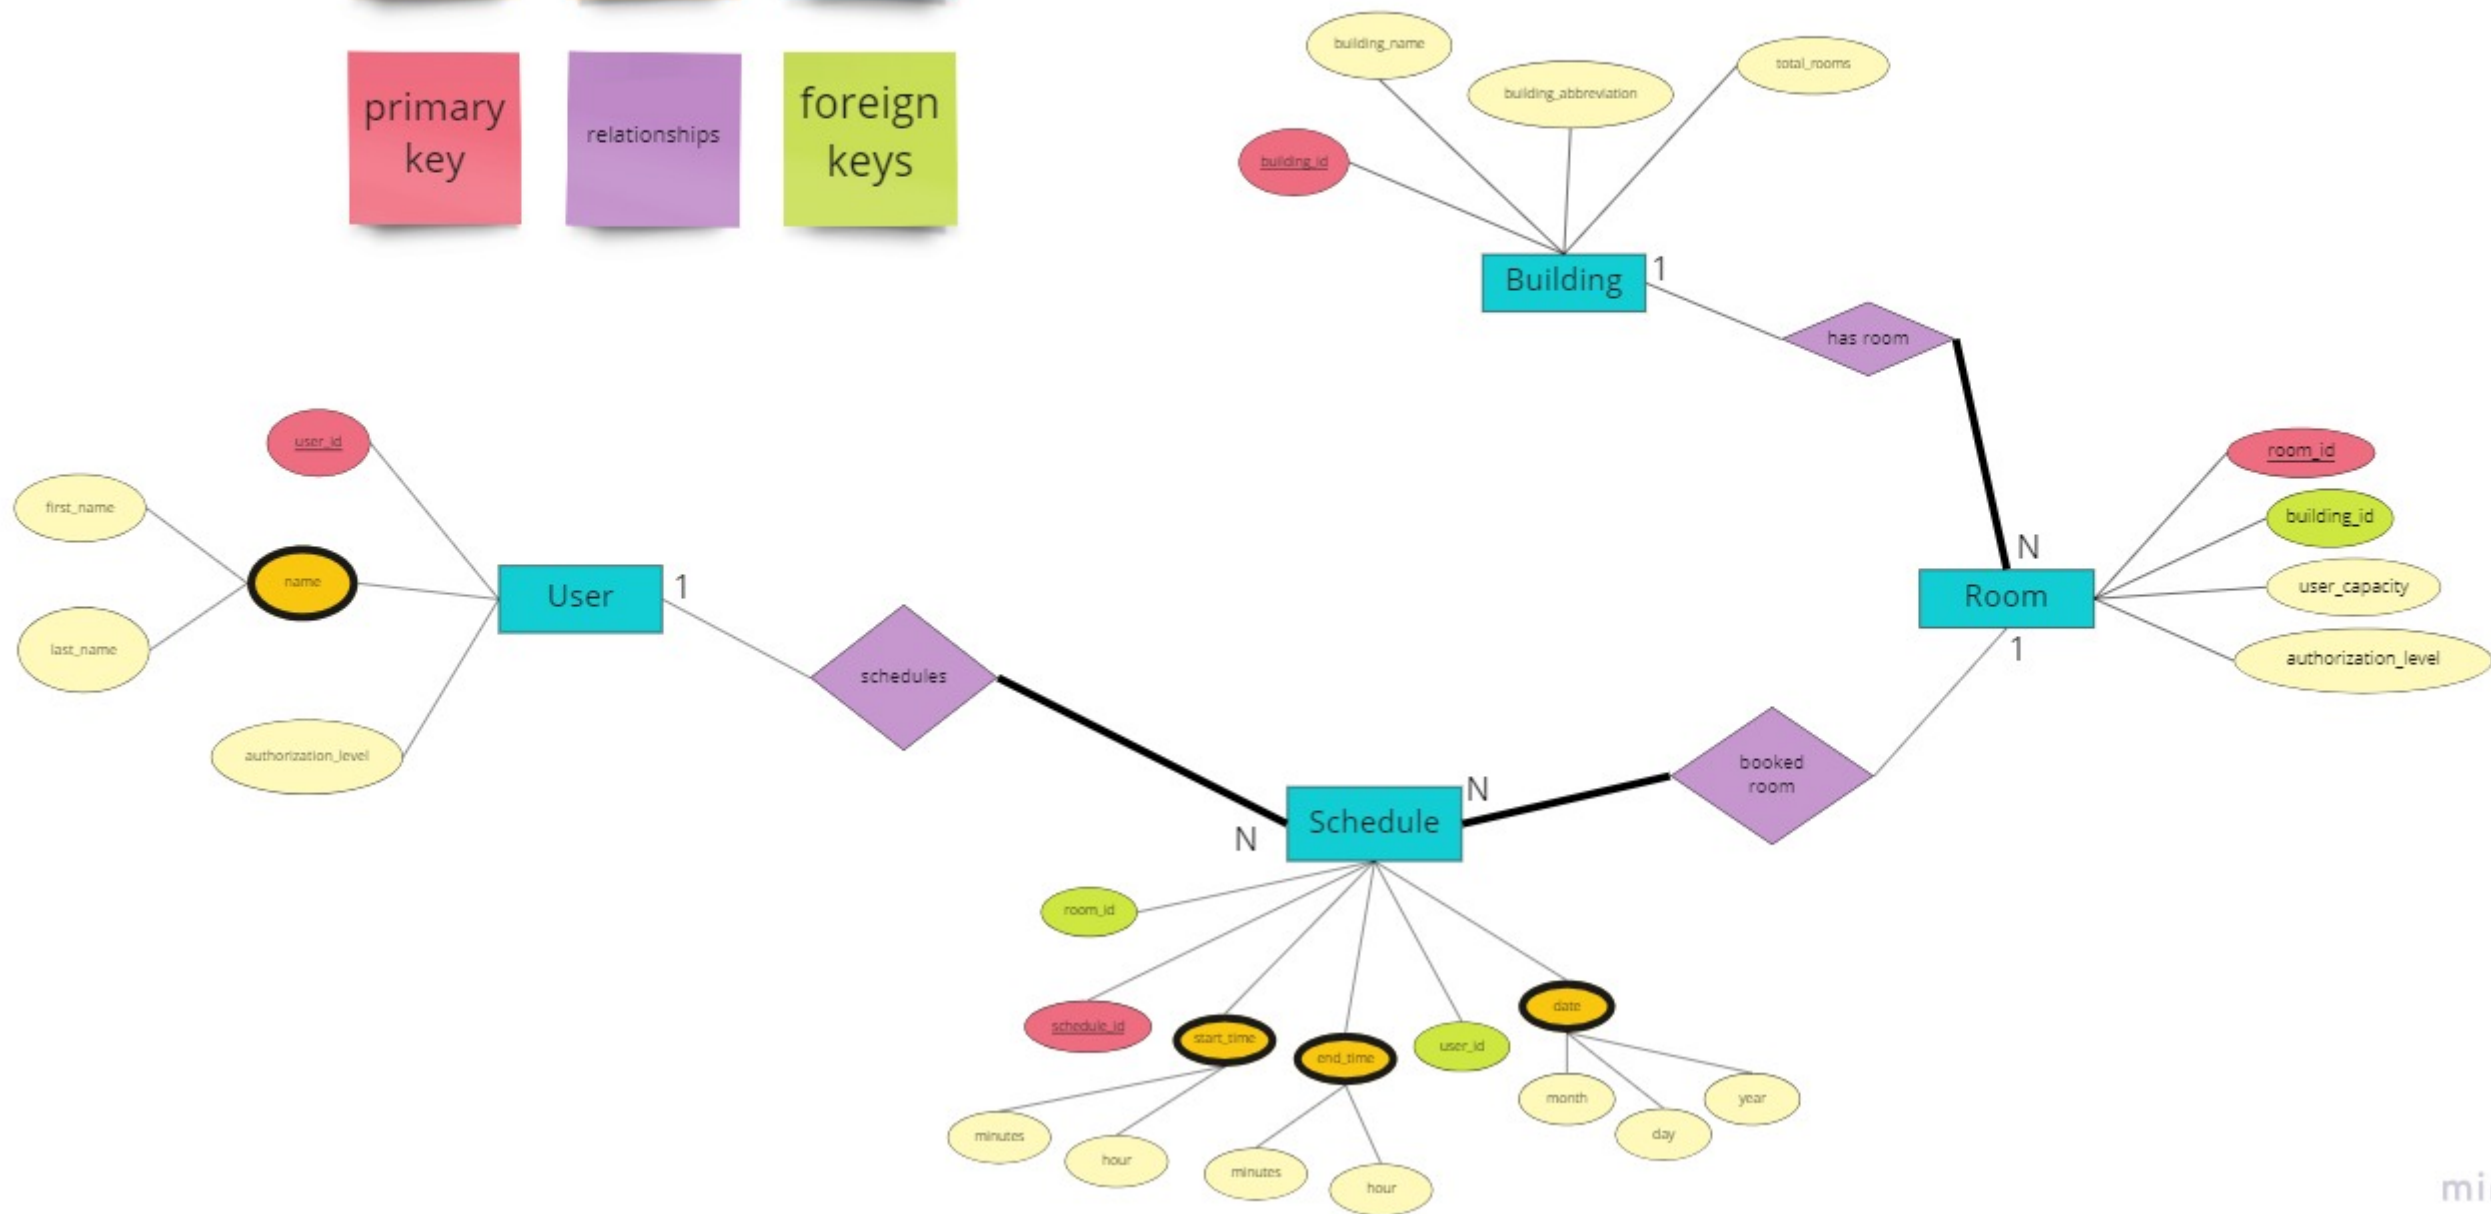 primary
key
relationships
foreign
keys
building_name
building_abbreviation
total_rooms
building_id
Building
1
has room
N
room_id
building_id
user_capacity
authorization_level
Room
1
user_id
first_name
name
last_name
authorization_level
User
1
schedules
N
Schedule
N
booked
room
room_id
schedule_id
start_time
end_time
user_id
date
minutes
hour
minutes
hour
month
day
year
mi